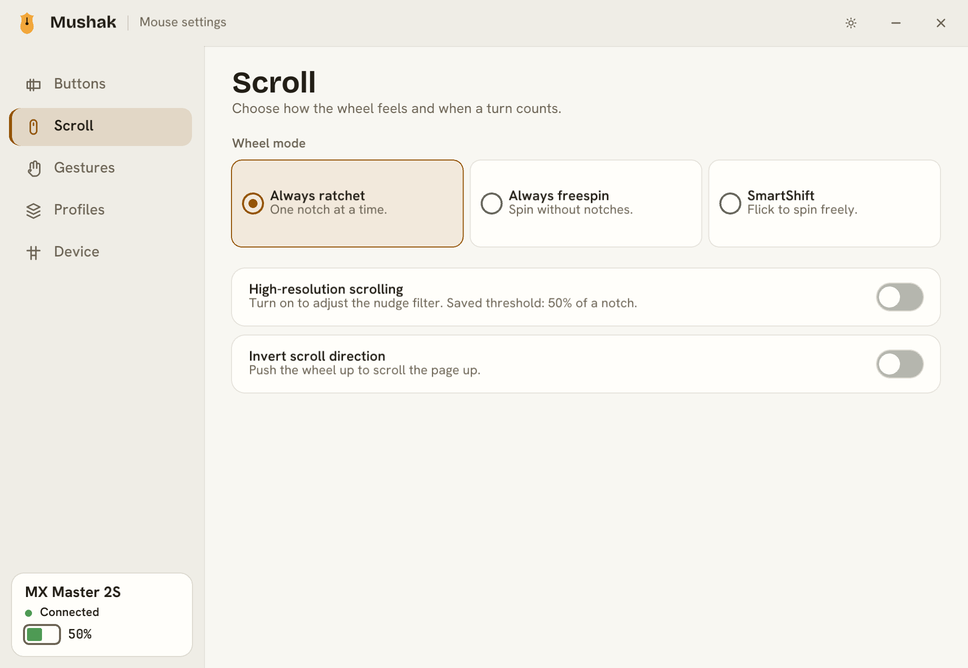 Mushak
Mouse settings
Buttons
Scroll
Gestures
Profiles
Device
MX Master 2S
Connected
50%
Scroll
Choose how the wheel feels and when a turn counts.
Wheel mode
Always ratchet
One notch at a time.
Always freespin
Spin without notches.
SmartShift
Flick to spin freely.
High-resolution scrolling
Turn on to adjust the nudge filter. Saved threshold: 50% of a notch.
Invert scroll direction
Push the wheel up to scroll the page up.